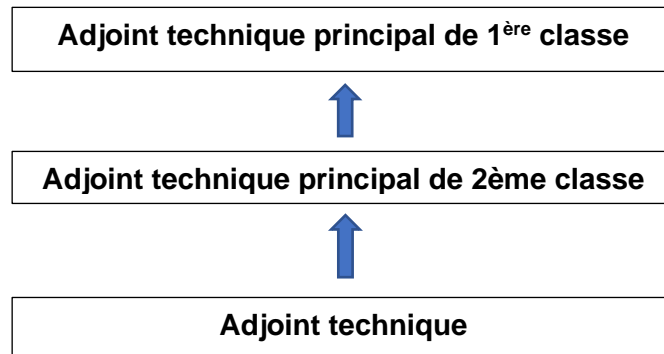 Adjoint technique principal de 1ère classe
Adjoint technique principal de 2ème classe
Adjoint technique